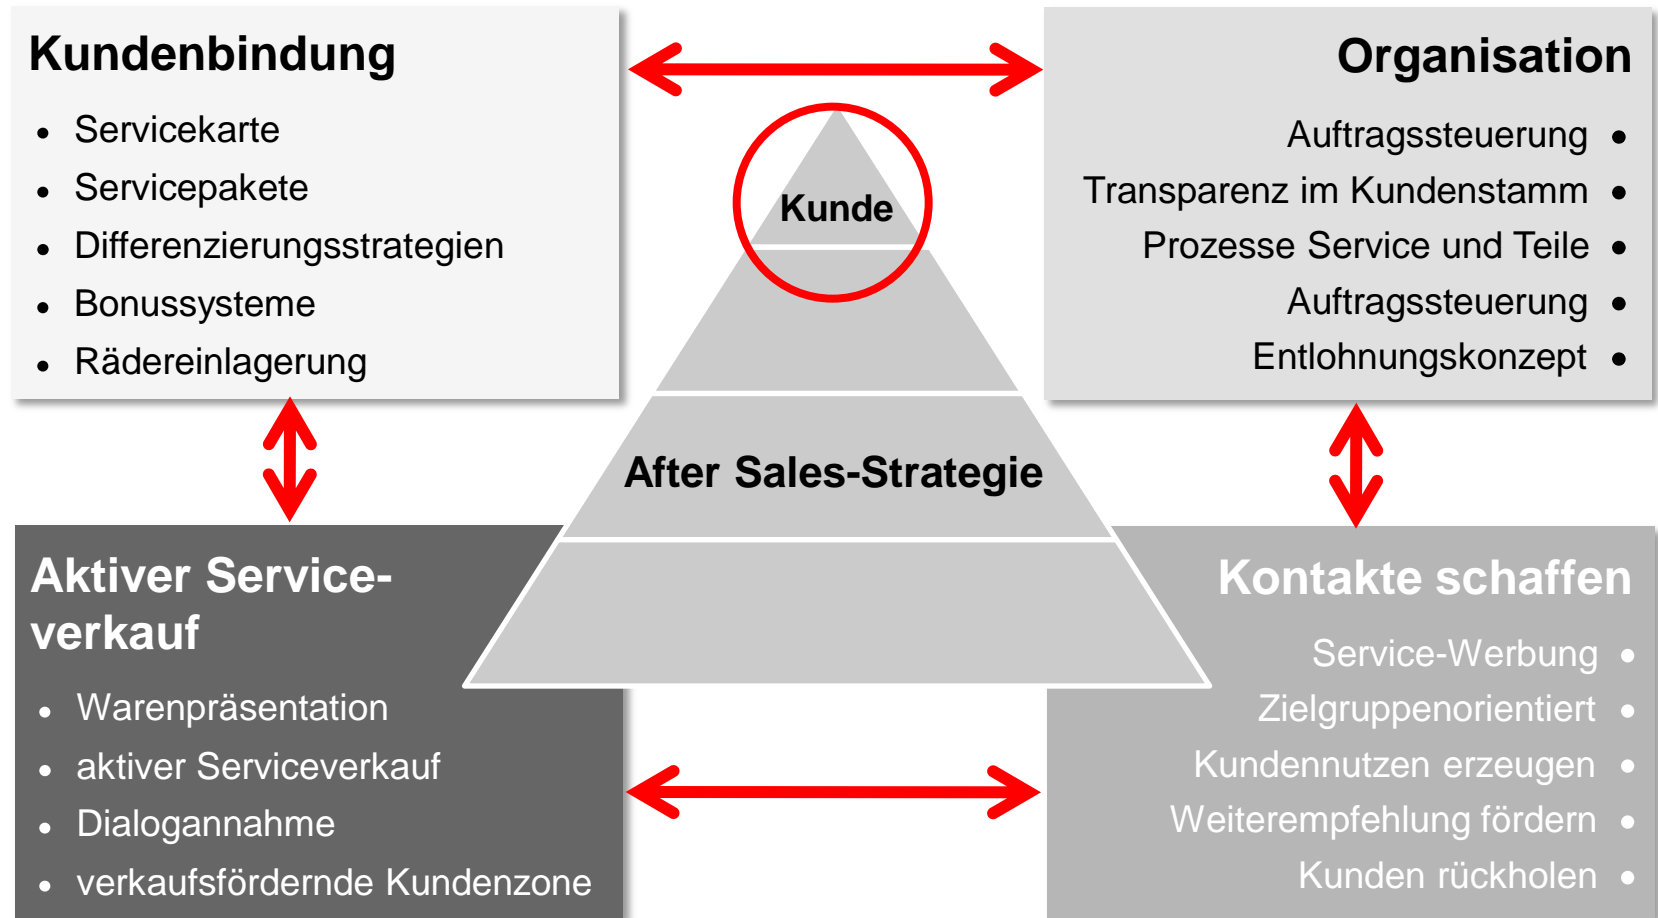 Kundenbindung
• Servicekarte
• Servicepakete
• Differenzierungsstrategien
• Bonussysteme
• Rädereinlagerung
Organisation
Auftragssteuerung •
Transparenz im Kundenstamm •
Prozesse Service und Teile •
Auftragssteuerung •
Entlohnungskonzept •
Kunde
After Sales-Strategie
Aktiver Service-
verkauf
• Warenpräsentation
• aktiver Serviceverkauf
• Dialogannahme
• verkaufsfördernde Kundenzone
Kontakte schaffen
Service-Werbung •
Zielgruppenorientiert •
Kundennutzen erzeugen •
Weiterempfehlung fördern •
Kunden rückholen •